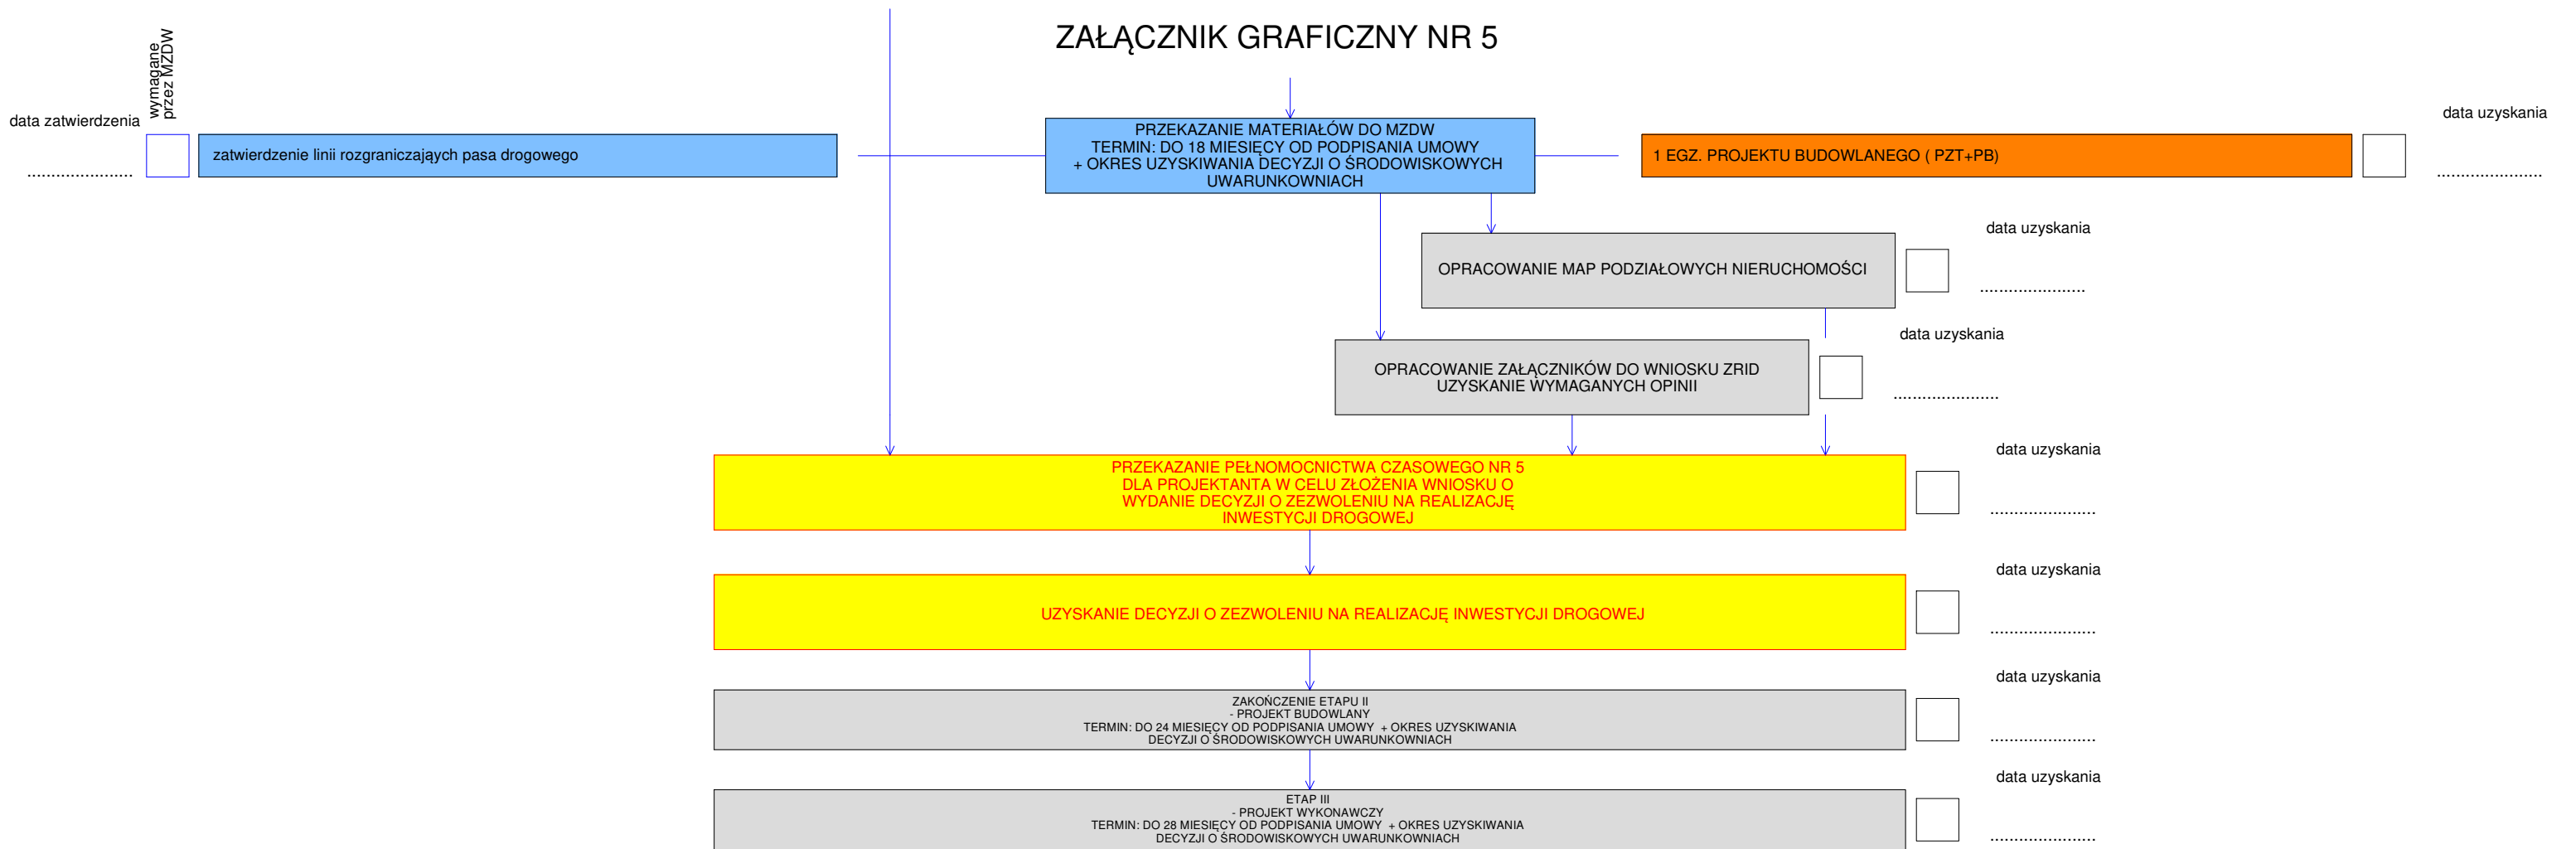 ZAŁĄCZNIK GRAFICZNY NR 5
wymagane
przez MZDW
data zatwierdzenia
......................
zatwierdzenie linii rozgraniczająych pasa drogowego
PRZEKAZANIE MATERIAŁÓW DO MZDW
TERMIN: DO 18 MIESIĘCY OD PODPISANIA UMOWY
+ OKRES UZYSKIWANIA DECYZJI O ŚRODOWISKOWYCH
UWARUNKOWNIACH
1 EGZ. PROJEKTU BUDOWLANEGO ( PZT+PB)
data uzyskania
......................
OPRACOWANIE MAP PODZIAŁOWYCH NIERUCHOMOŚCI
data uzyskania
......................
OPRACOWANIE ZAŁĄCZNIKÓW DO WNIOSKU ZRID
UZYSKANIE WYMAGANYCH OPINII
data uzyskania
......................
PRZEKAZANIE PEŁNOMOCNICTWA CZASOWEGO NR 5
DLA PROJEKTANTA W CELU ZŁOŻENIA WNIOSKU O
WYDANIE DECYZJI O ZEZWOLENIU NA REALIZACJĘ
INWESTYCJI DROGOWEJ
data uzyskania
......................
UZYSKANIE DECYZJI O ZEZWOLENIU NA REALIZACJĘ INWESTYCJI DROGOWEJ
data uzyskania
......................
ZAKOŃCZENIE ETAPU II
- PROJEKT BUDOWLANY
TERMIN: DO 24 MIESIĘCY OD PODPISANIA UMOWY + OKRES UZYSKIWANIA
DECYZJI O ŚRODOWISKOWYCH UWARUNKOWNIACH
data uzyskania
......................
ETAP III
- PROJEKT WYKONAWCZY
TERMIN: DO 28 MIESIĘCY OD PODPISANIA UMOWY + OKRES UZYSKIWANIA
DECYZJI O ŚRODOWISKOWYCH UWARUNKOWNIACH
data uzyskania
......................